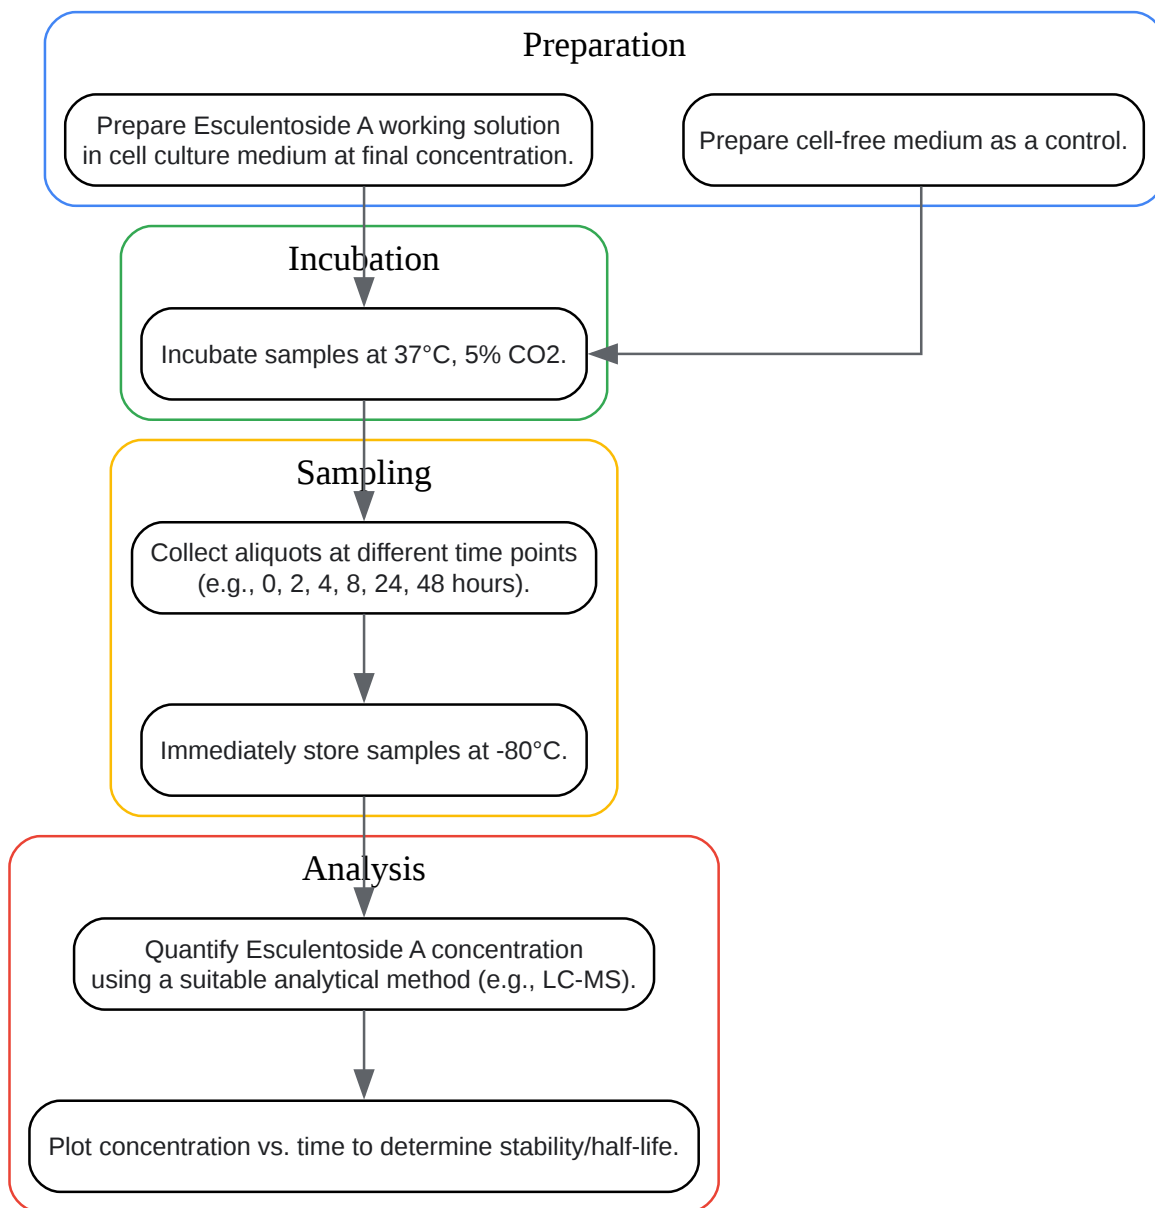 Preparation
Prepare Esculentoside A working solution
in cell culture medium at final concentration.
Prepare cell-free medium as a control.
Incubation
Incubate samples at 37°C, 5% CO2.
Sampling
Collect aliquots at different time points
(e.g., 0, 2, 4, 8, 24, 48 hours).
Immediately store samples at -80°C.
Analysis
Quantify Esculentoside A concentration
using a suitable analytical method (e.g., LC-MS).
Plot concentration vs. time to determine stability/half-life.